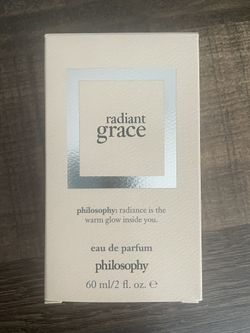 radiant
grace
philosophy: radiance is the
warm glow inside you.
eau de parfum
philosophy
60 ml/2 fl. oz. ℮